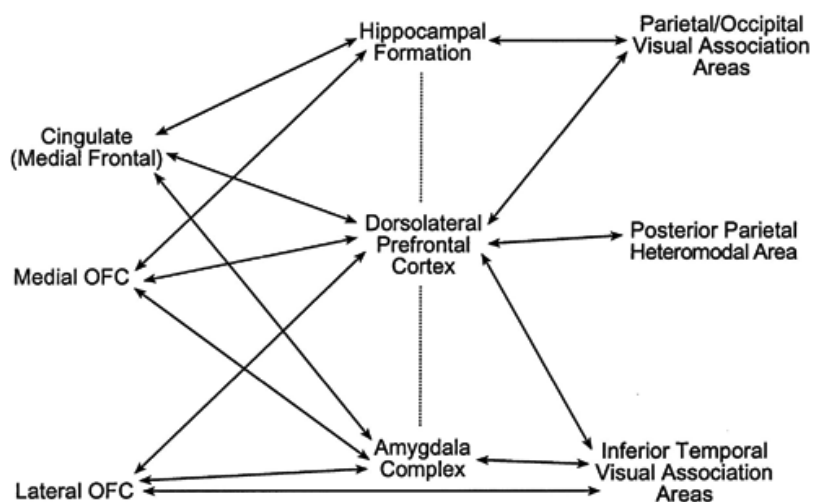 Hippocampal
Formation
Parietal/Occipital
Visual Association
Areas
Cingulate
(Medial Frontal)
Dorsolateral
Prefrontal
Cortex
Posterior Parietal
Heteromodal Area
Medial OFC
Amygdala
Complex
Inferior Temporal
Visual Association
Areas
Lateral OFC